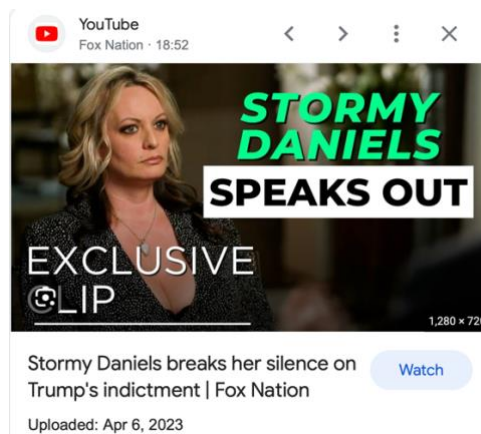 YouTube
Fox Nation · 18:52
STORMY
DANIELS
SPEAKS OUT
EXCLUSIVE
CLIP
1,280 × 720
Stormy Daniels breaks her silence on
Trump's indictment | Fox Nation
Watch
Uploaded: Apr 6, 2023